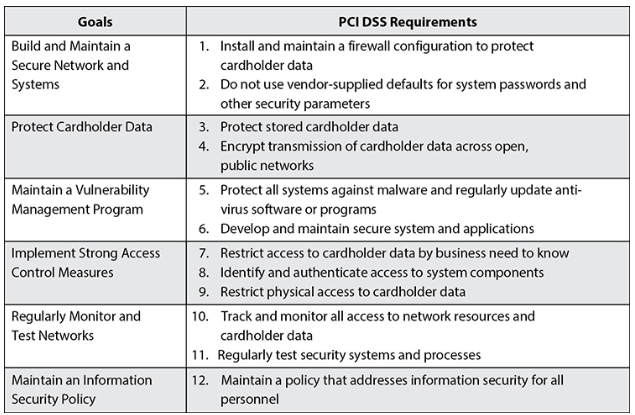 Goals
PCI DSS Requirements
Build and Maintain a
Secure Network and
Systems
1. Install and maintain a firewall configuration to protect
cardholder data
2. Do not use vendor-supplied defaults for system passwords and
other security parameters
Protect Cardholder Data
3. Protect stored cardholder data
4. Encrypt transmission of cardholder data across open,
public networks
Maintain a Vulnerability
Management Program
5. Protect all systems against malware and regularly update anti-
virus software or programs
6. Develop and maintain secure system and applications
Implement Strong Access
Control Measures
7. Restrict access to cardholder data by business need to know
8. Identify and authenticate access to system components
9. Restrict physical access to cardholder data
Regularly Monitor and
Test Networks
10. Track and monitor all access to network resources and
cardholder data
11. Regularly test security systems and processes
Maintain an Information
Security Policy
12. Maintain a policy that addresses information security for all
personnel